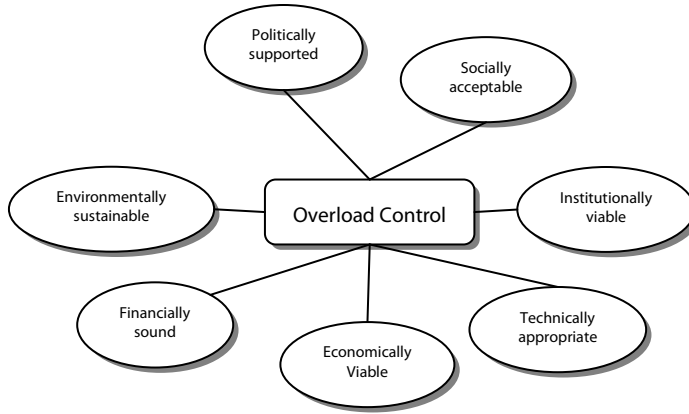 Politically
supported
Socially
acceptable
Environmentally
sustainable
Overload Control
Institutionally
viable
Financially
sound
Economically
Viable
Technically
appropriate